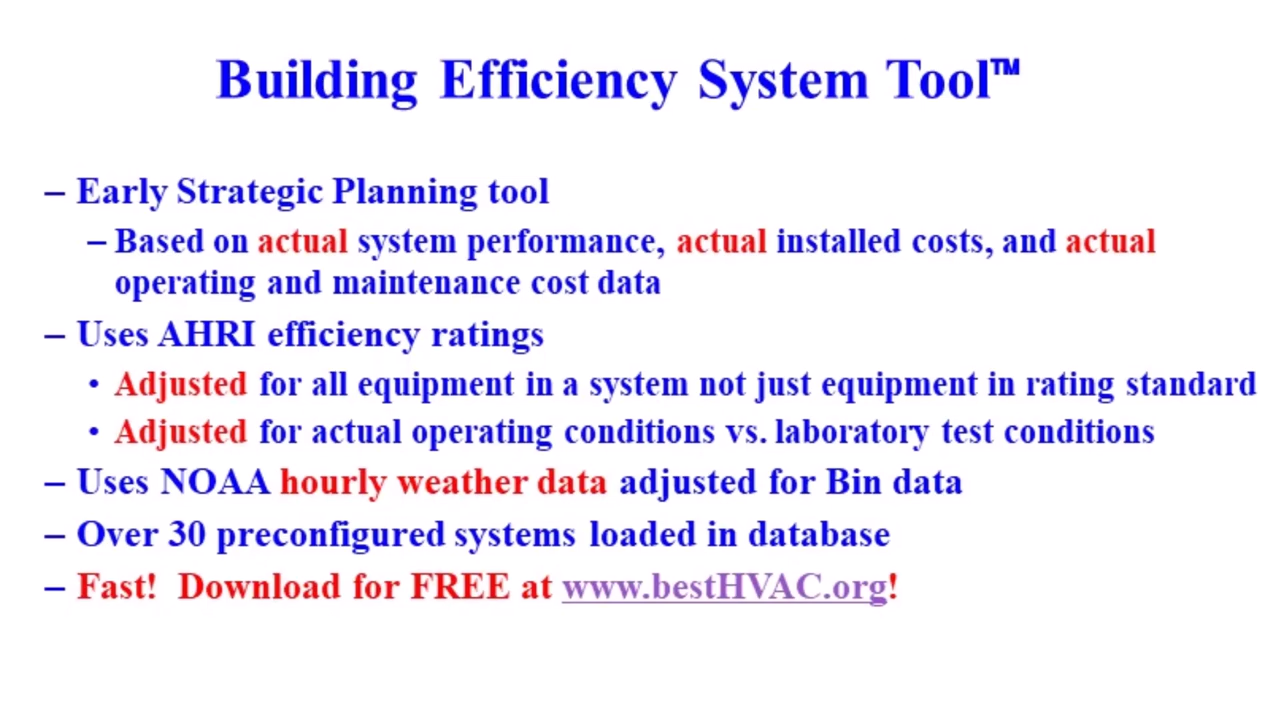 Building Efficiency System Tool™
– Early Strategic Planning tool
– Based on actual system performance, actual installed costs, and actual
operating and maintenance cost data
– Uses AHRI efficiency ratings
• Adjusted for all equipment in a system not just equipment in rating standard
• Adjusted for actual operating conditions vs. laboratory test conditions
– Uses NOAA hourly weather data adjusted for Bin data
– Over 30 preconfigured systems loaded in database
– Fast!  Download for FREE at www.bestHVAC.org!